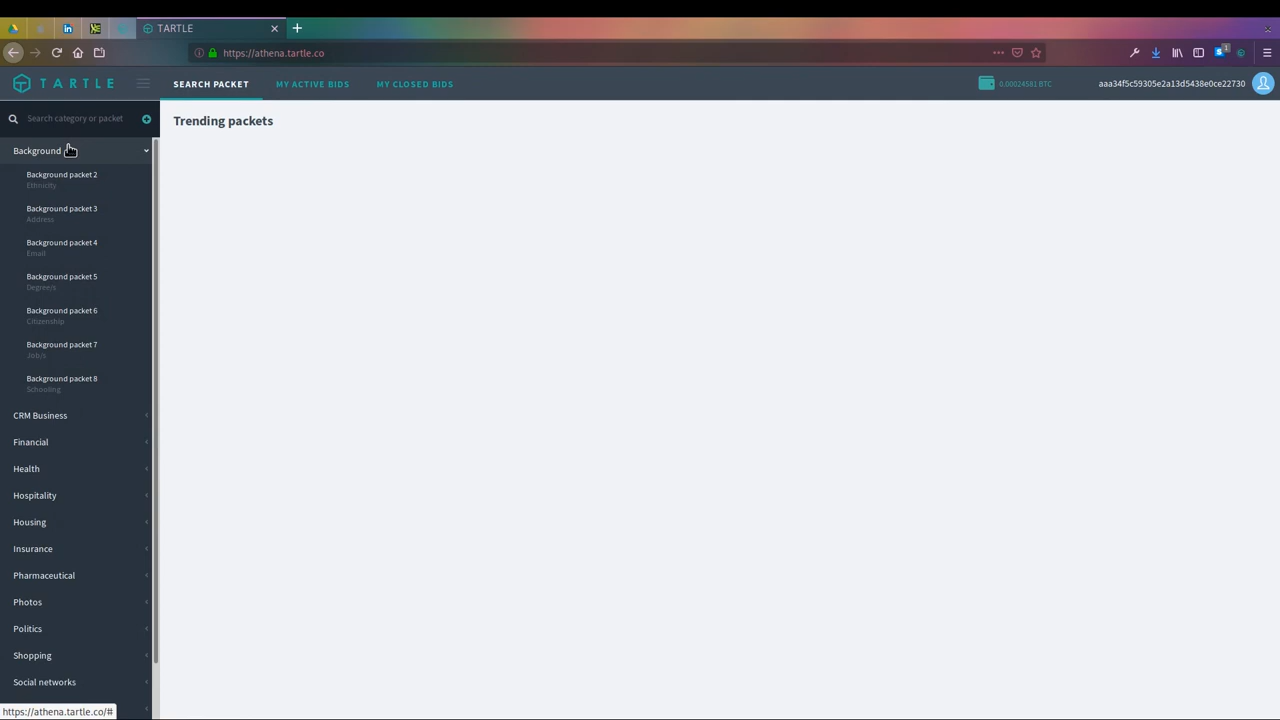 TARTLE
https://athena.tartle.co
TARTLE
SEARCH PACKET
MY ACTIVE BIDS
MY CLOSED BIDS
0.00024581 BTC
aaa34f5c59305e2a13d5438e0ce22730
Search category or packet
Trending packets
Background
Background packet 2
Ethnicity
Background packet 3
Address
Background packet 4
Email
Background packet 5
Degree/s
Background packet 6
Citizenship
Background packet 7
Job/s
Background packet 8
Schooling
CRM Business
Financial
Health
Hospitality
Housing
Insurance
Pharmaceutical
Photos
Politics
Shopping
Social networks
https://athena.tartle.co/#